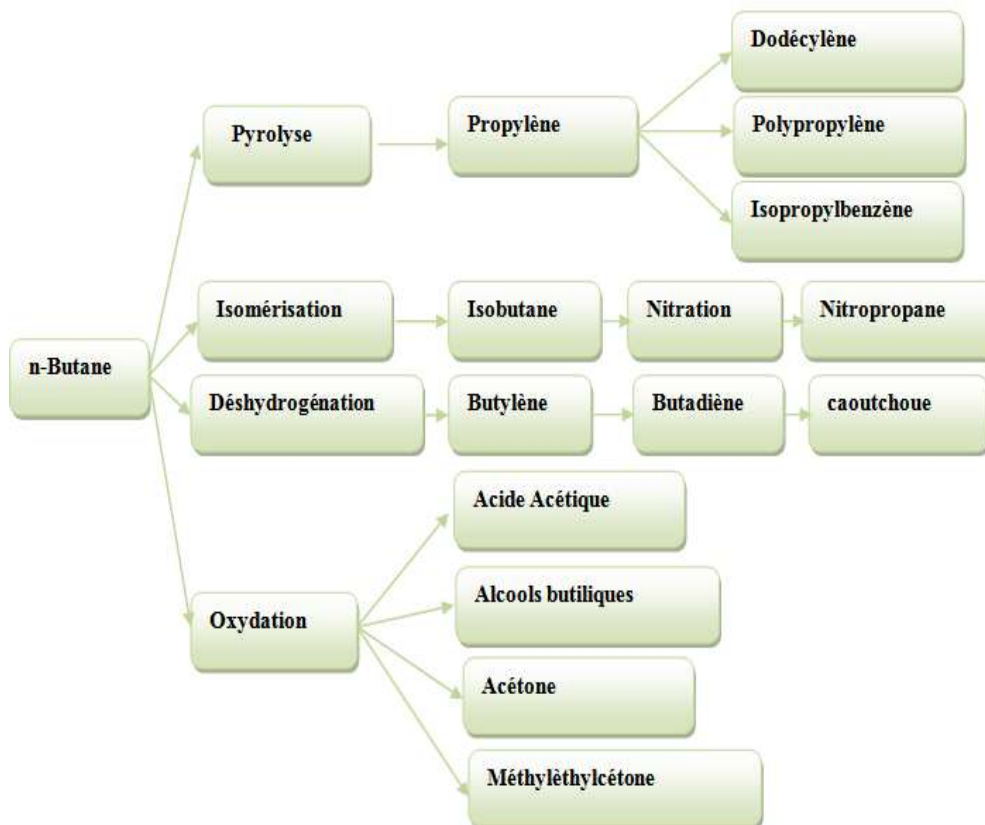 n-Butane
Pyrolyse
Propylène
Dodécylène
Polypropylène
Isopropylbenzène
Isomérisation
Isobutane
Nitration
Nitropropane
Déshydrogénation
Butylène
Butadiène
caoutchoue
Oxydation
Acide Acétique
Alcools butiliques
Acétone
Méthylèthylcétone